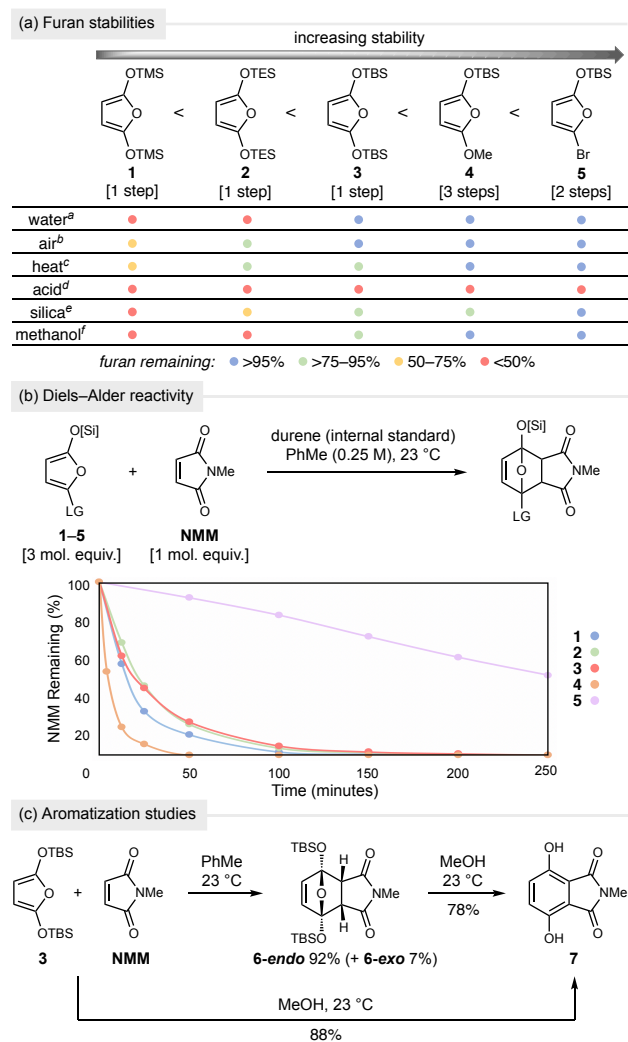 (a) Furan stabilities
increasing stability
OTMS OTES OTBS OTBS OTBS
O < O < O < O < O
OTMS OTES OTBS OMe Br
1 2 3 4 5
[1 step] [1 step] [1 step] [3 steps] [2 steps]
water^a
air^b
heat^c
acid^d
silica^e
methanol^f
furan remaining: >95% >75–95% 50–75% <50%
(b) Diels–Alder reactivity
O[Si] O durene (internal standard) O[Si] O
O + NMe PhMe (0.25 M), 23 °C O NMe
LG O LG O
1–5 NMM
[3 mol. equiv.] [1 mol. equiv.]
NMM Remaining (%)
100
80
60
40
20
0 50 100 150 200 250
Time (minutes)
1
2
3
4
5
(c) Aromatization studies
OTBS O PhMe TBSO H O MeOH OH O
O + NMe 23 °C O NMe 23 °C NMe
OTBS O TBSO H O 78% OH O
3 NMM 6-endo 92% (+ 6-exo 7%) 7
MeOH, 23 °C
88%